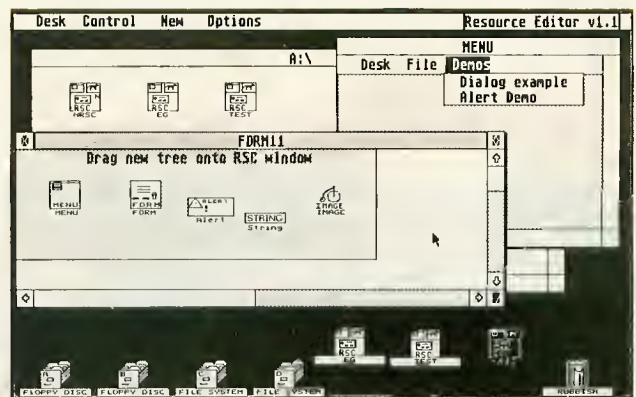 Desk Control New Options Resource Editor v1.1
A:\
MENU
Desk File Demos
Dialog example
Alert Demo
RSC
NRSC
RSC
EG
RSC
TEST
FORM11
Drag new tree onto RSC window
MENU
MENU
FORM
FORM
ALERT
Alert
STRING
String
IMAGE
IMAGE
RSC
EG
RSC
TEST
A
FLOPPY DISC
B
FLOPPY DISC
C
FILE SYSTEM
D
FILE
RUBBISH